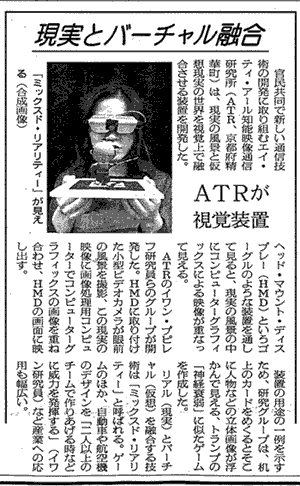 現実とバーチャル融合
ATRが
視覚装置
官民共同で新しい通信技
術の開発に取り組むエイ・
ティ・アール知能映像通信
研究所（ATR、京都府精
華町）は、現実の風景と仮
想現実の世界を視覚上で融
合させる装置を開発した。
「ミックスド・リアリティー」が見え
る（合成画像）
ヘッド・マウント・ディス
プレー（HMD）というゴ
ーグルのような装置を通し
て見ると、現実の風景の中
にコンピュータグラフィ
ックスによる映像が重なっ
て見える。
ATRのイワン・プピレ
フ研究員らのグループが開
発した。HMDに取り付け
た小型ビデオカメラが眼前
の風景を撮影、この現実の
映像に画像処理用コンピュ
ーターでコンピューターグ
ラフィックスの画像を重ね
合わせ、HMDの画面に映
し出す。
装置の用途の一例を示す
ため、研究グループは、机
上のカードをめくるとそこ
に人物などの立体画像が浮
かんで見える、トランプの
「神経衰弱」に似たゲーム
を作成した。
リアル（現実）とバーチ
ャル（仮想）を融合する技
術は「ミックスド・リアリ
ティー」と呼ばれる。ゲー
ムのほか、自動車や航空機
のデザインを「二人以上の
チームで作りあげる時など
に威力を発揮する」（イワ
ン研究員）など産業への応
用も幅広い。